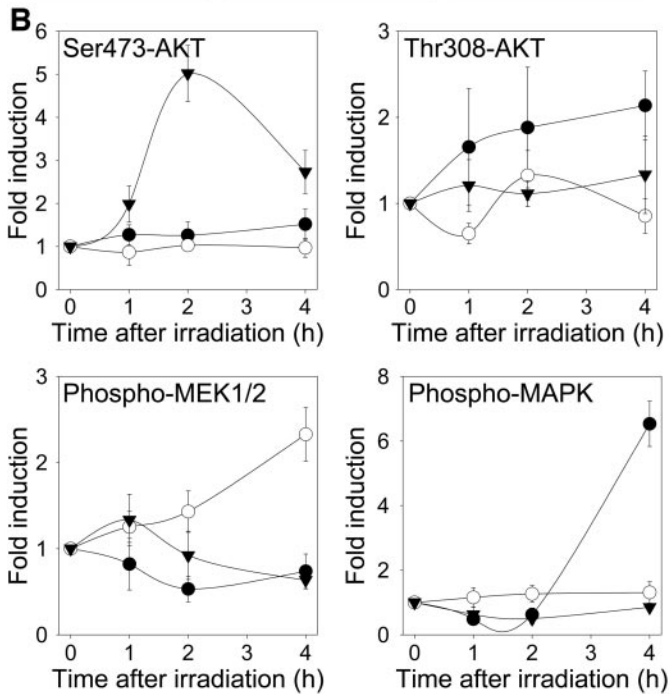 B
Ser473-AKT
Fold induction
6
5
4
3
2
1
0
0 1 2 3 4
Time after irradiation (h)
Thr308-AKT
Fold induction
3
2
1
0
0 1 2 3 4
Time after irradiation (h)
Phospho-MEK1/2
Fold induction
3
2
1
0
0 1 2 3 4
Time after irradiation (h)
Phospho-MAPK
Fold induction
8
6
4
2
0
0 1 2 3 4
Time after irradiation (h)